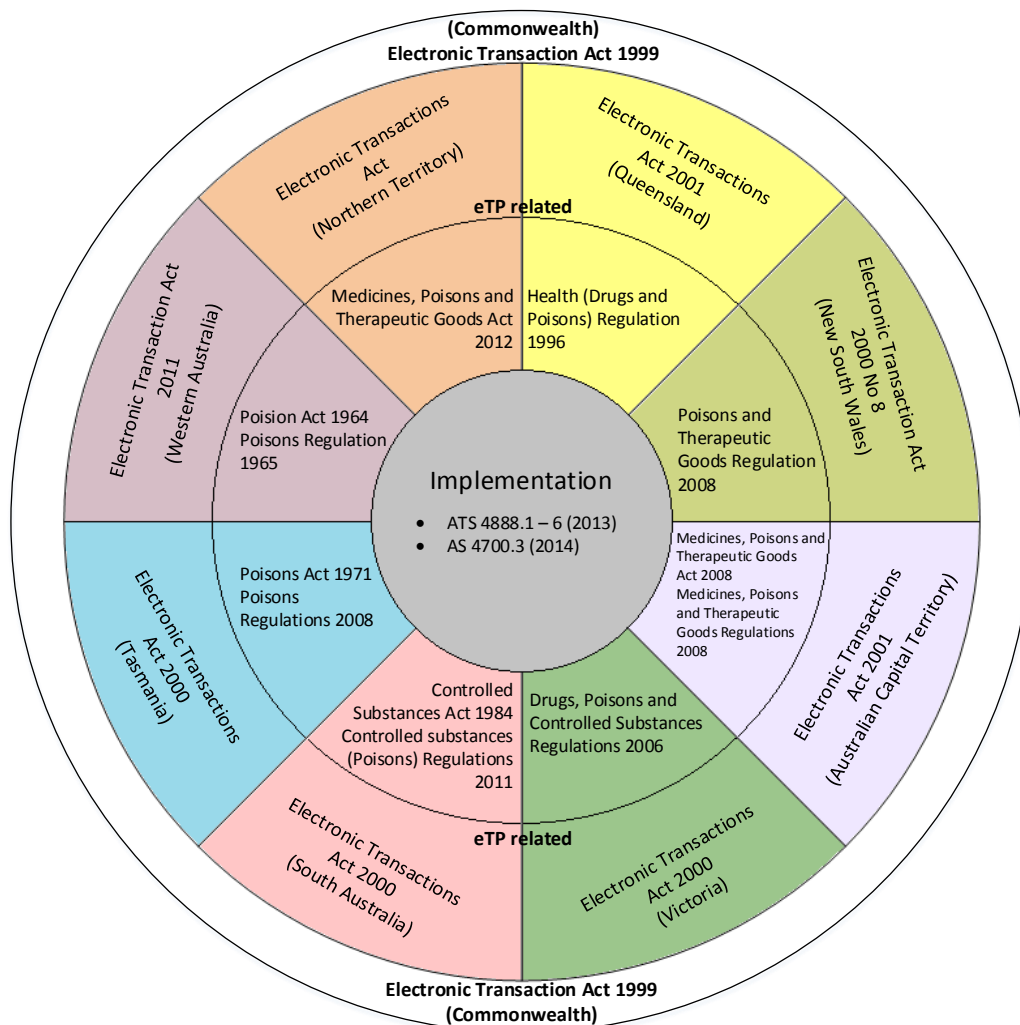 (Commonwealth)
Electronic Transaction Act 1999
Electronic Transactions
Act
(Northern Territory)
Electronic Transactions
Act 2001
(Queensland)
eTP related
Medicines, Poisons and
Therapeutic Goods Act
2012
Health (Drugs and
Poisons) Regulation
1996
Electronic Transaction Act
2011
(Western Australia)
Poision Act 1964
Poisons Regulation
1965
Electronic Transaction Act
2000 No 8
(New South Wales)
Poisons and
Therapeutic
Goods Regulation
2008
Implementation
• ATS 4888.1 – 6 (2013)
• AS 4700.3 (2014)
Electronic Transactions
Act 2000
(Tasmania)
Poisons Act 1971
Poisons
Regulations 2008
Medicines, Poisons and
Therapeutic Goods
Act 2008
Medicines, Poisons
and Therapeutic
Goods Regulations
2008
Electronic Transactions
Act 2001
(Australian Capital Territory)
Controlled
Substances Act 1984
Controlled substances
(Poisons) Regulations
2011
Drugs, Poisons and
Controlled Substances
Regulations 2006
eTP related
Electronic Transactions
Act 2000
(South Australia)
Electronic Transactions
Act 2000
(Victoria)
Electronic Transaction Act 1999
(Commonwealth)